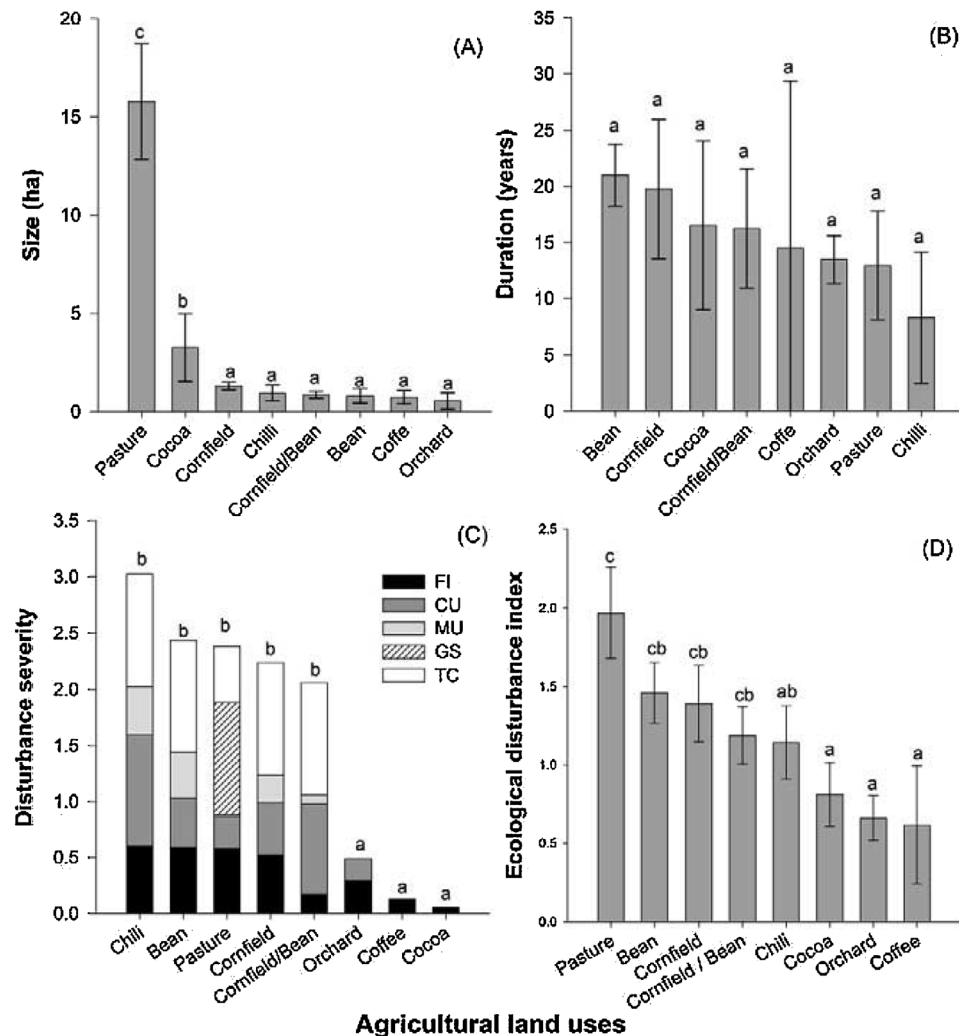 (A)
Size (ha)
20
15
10
5
0
c
b
a
a
a
a
a
a
Pasture
Cocoa
Cornfield
Chilli
Cornfield/Bean
Bean
Coffe
Orchard
(B)
Duration (years)
35
30
25
20
15
10
5
0
a
a
a
a
a
a
a
a
Bean
Cornfield
Cocoa
Cornfield/Bean
Coffe
Orchard
Pasture
Chilli
(C)
Disturbance severity
3.5
3.0
2.5
2.0
1.5
1.0
0.5
0.0
b
b
b
b
b
a
a
a
FI
CU
MU
GS
TC
Chili
Bean
Pasture
Cornfield
Cornfield/Bean
Orchard
Coffee
Cocoa
(D)
Ecological disturbance index
2.5
2.0
1.5
1.0
0.5
0.0
c
cb
cb
cb
ab
a
a
a
Pasture
Bean
Cornfield
Cornfield / Bean
Chili
Cocoa
Orchard
Coffee
Agricultural land uses